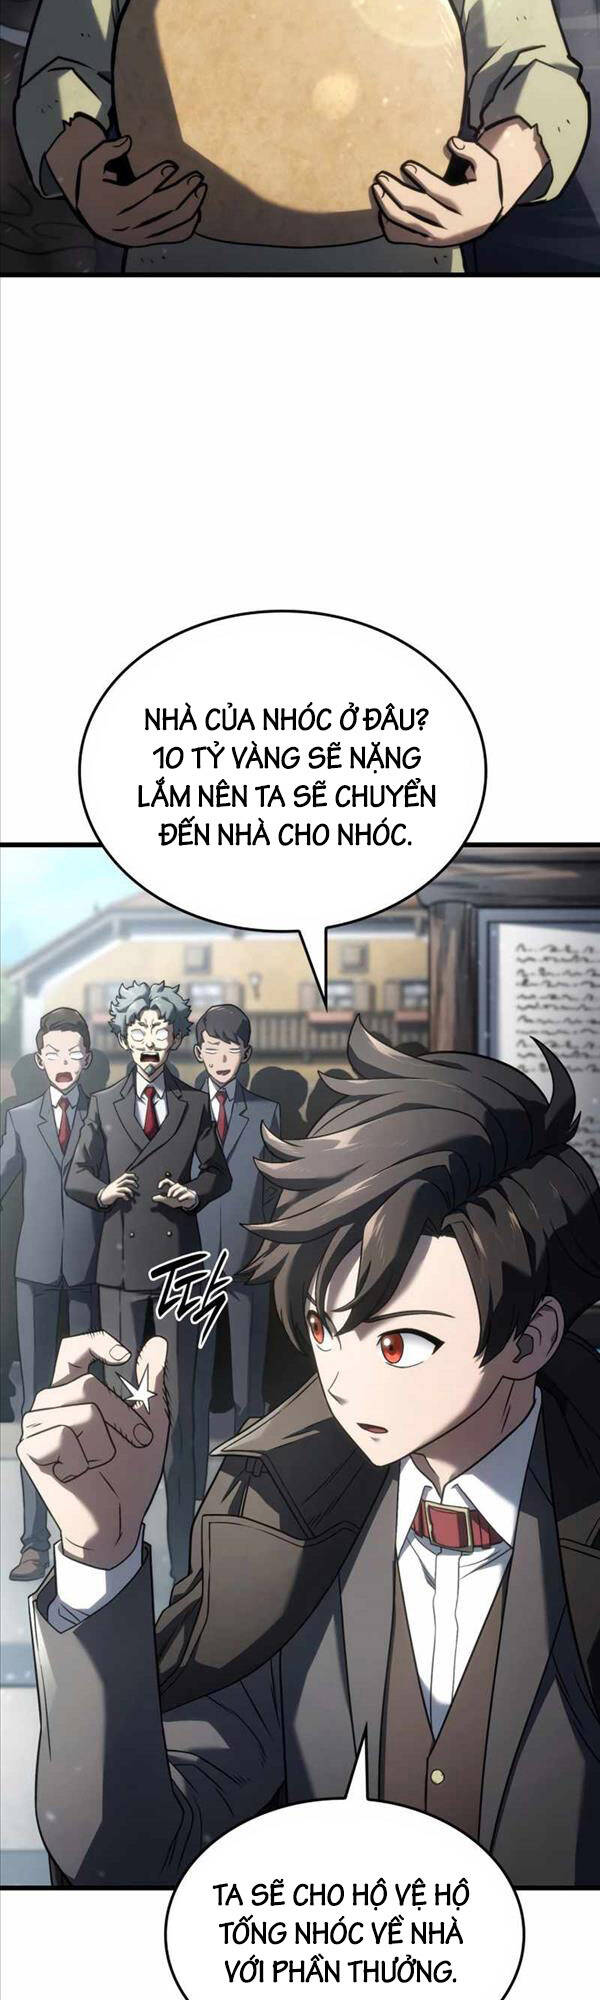 NHÀ CỦA NHÓC Ở ĐÂU?
10 TỶ VÀNG SẼ NẶNG
LẮM NÊN TA SẼ CHUYỂN
ĐẾN NHÀ CHO NHÓC.
TA SẼ CHO HỘ VỆ HỘ
TỐNG NHÓC VỀ NHÀ
VỚI PHẦN THƯỞNG.